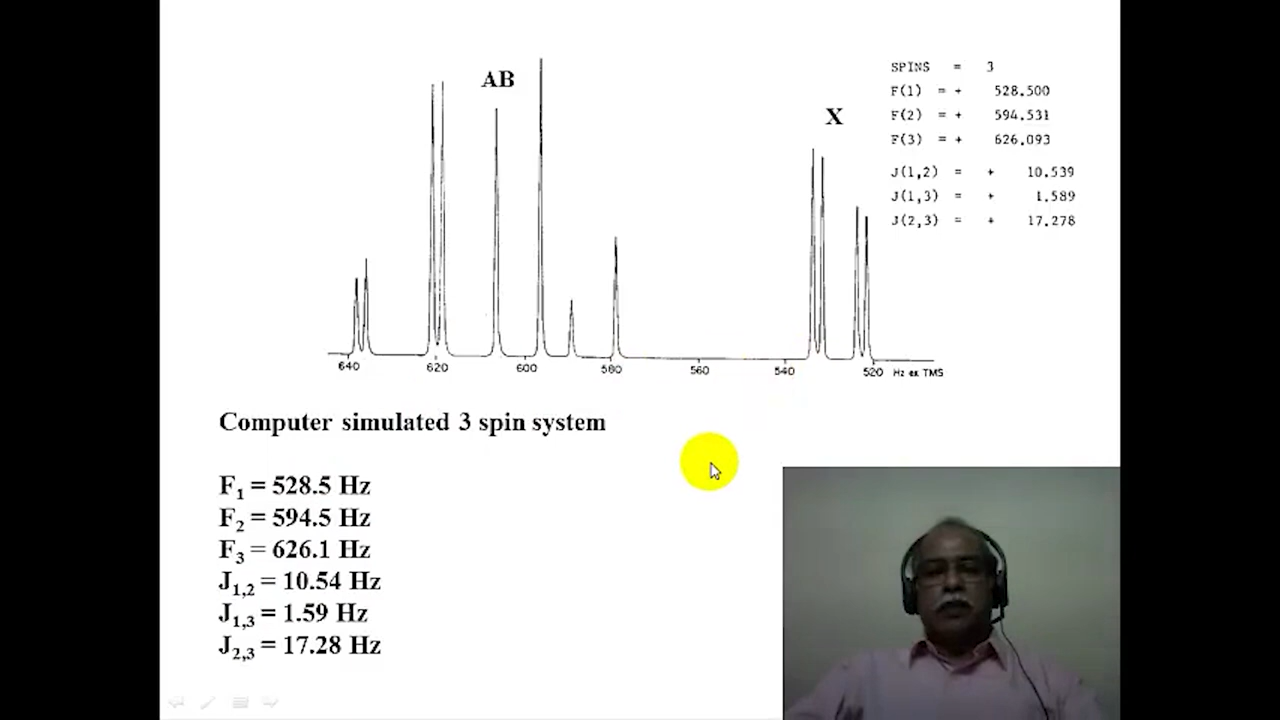 AB
X
SPINS = 3
F(1) = + 528.500
F(2) = + 594.531
F(3) = + 626.093
J(1,2) = + 10.539
J(1,3) = + 1.589
J(2,3) = + 17.278
640 620 600 580 560 540 520 Hz ex TMS
Computer simulated 3 spin system
F₁ = 528.5 Hz
F₂ = 594.5 Hz
F₃ = 626.1 Hz
J₁,₂ = 10.54 Hz
J₁,₃ = 1.59 Hz
J₂,₃ = 17.28 Hz